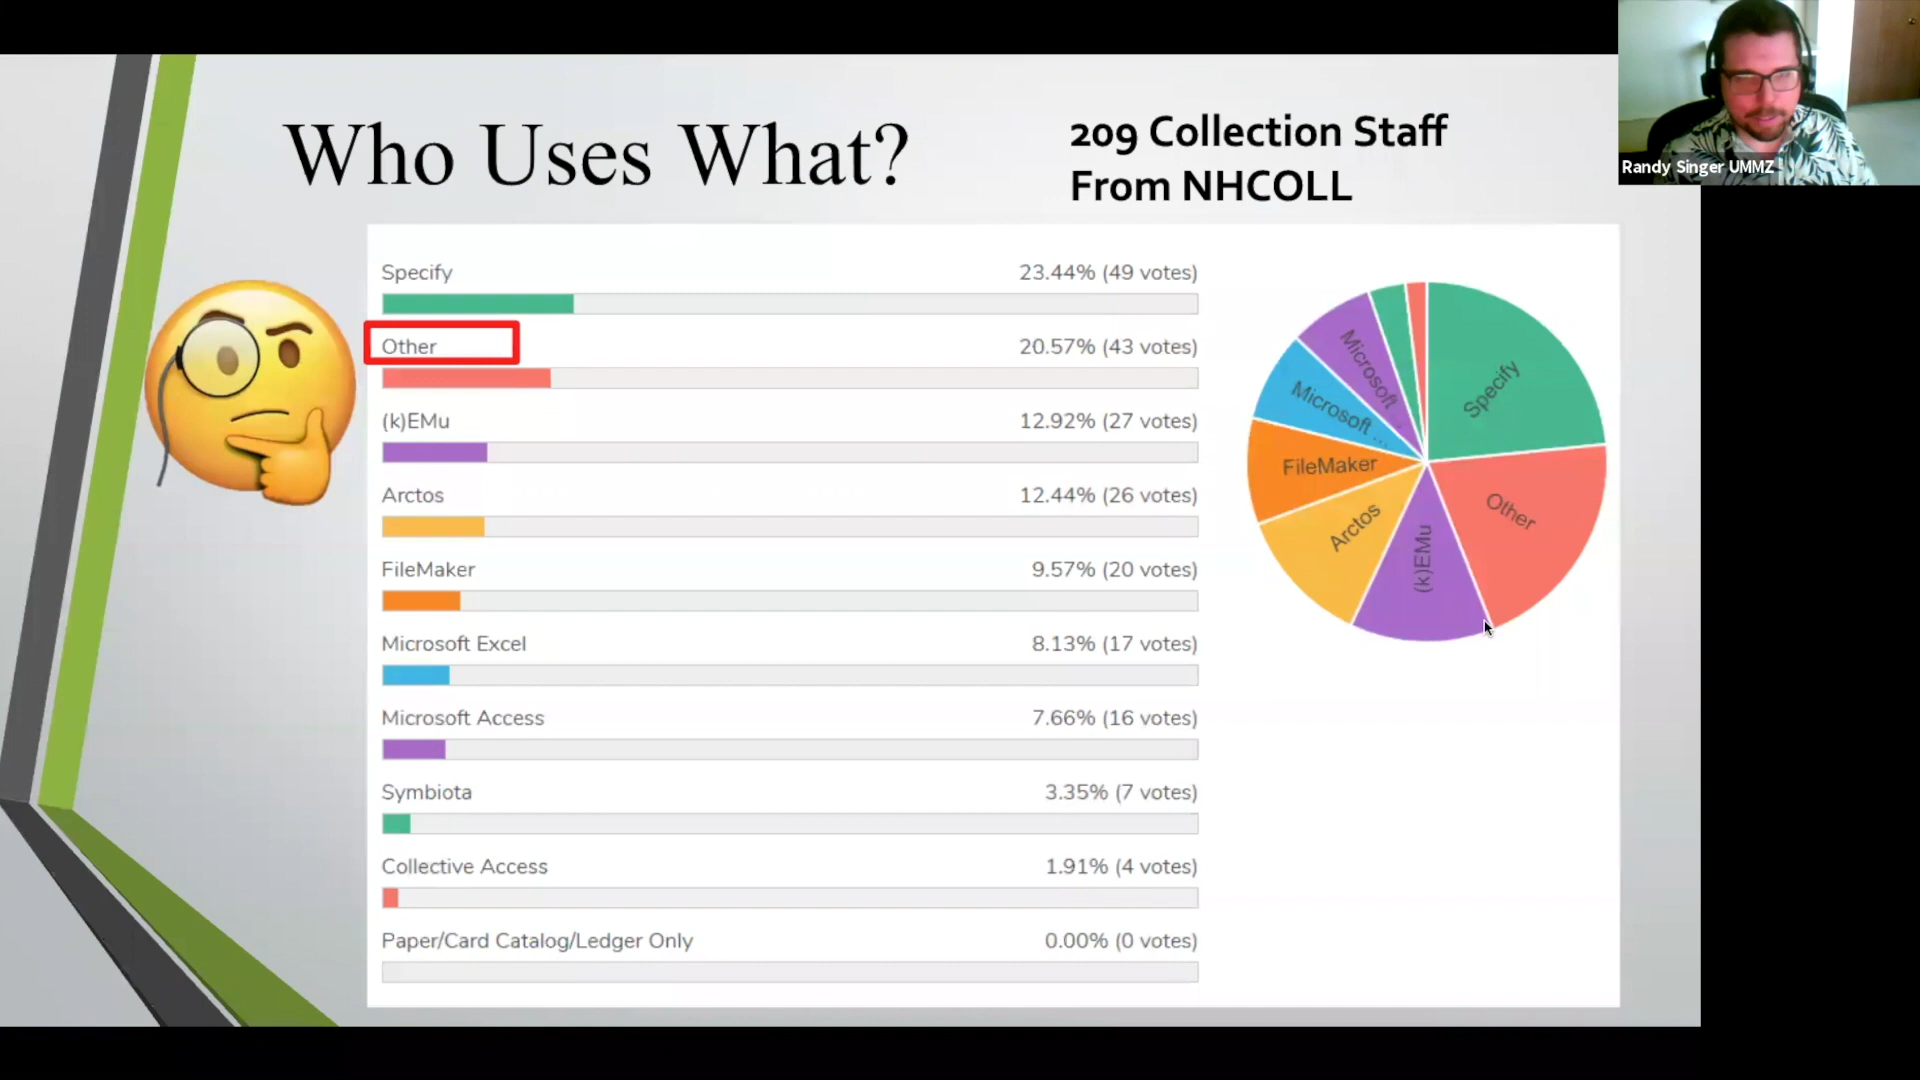 Who Uses What?
209 Collection Staff
From NHCOLL
Randy Singer UMMZ
Specify 23.44% (49 votes)
Other 20.57% (43 votes)
(k)EMu 12.92% (27 votes)
Arctos 12.44% (26 votes)
FileMaker 9.57% (20 votes)
Microsoft Excel 8.13% (17 votes)
Microsoft Access 7.66% (16 votes)
Symbiota 3.35% (7 votes)
Collective Access 1.91% (4 votes)
Paper/Card Catalog/Ledger Only 0.00% (0 votes)
Specify
Other
(k)EMu
Arctos
FileMaker
Microsoft ...
Microsoft ...